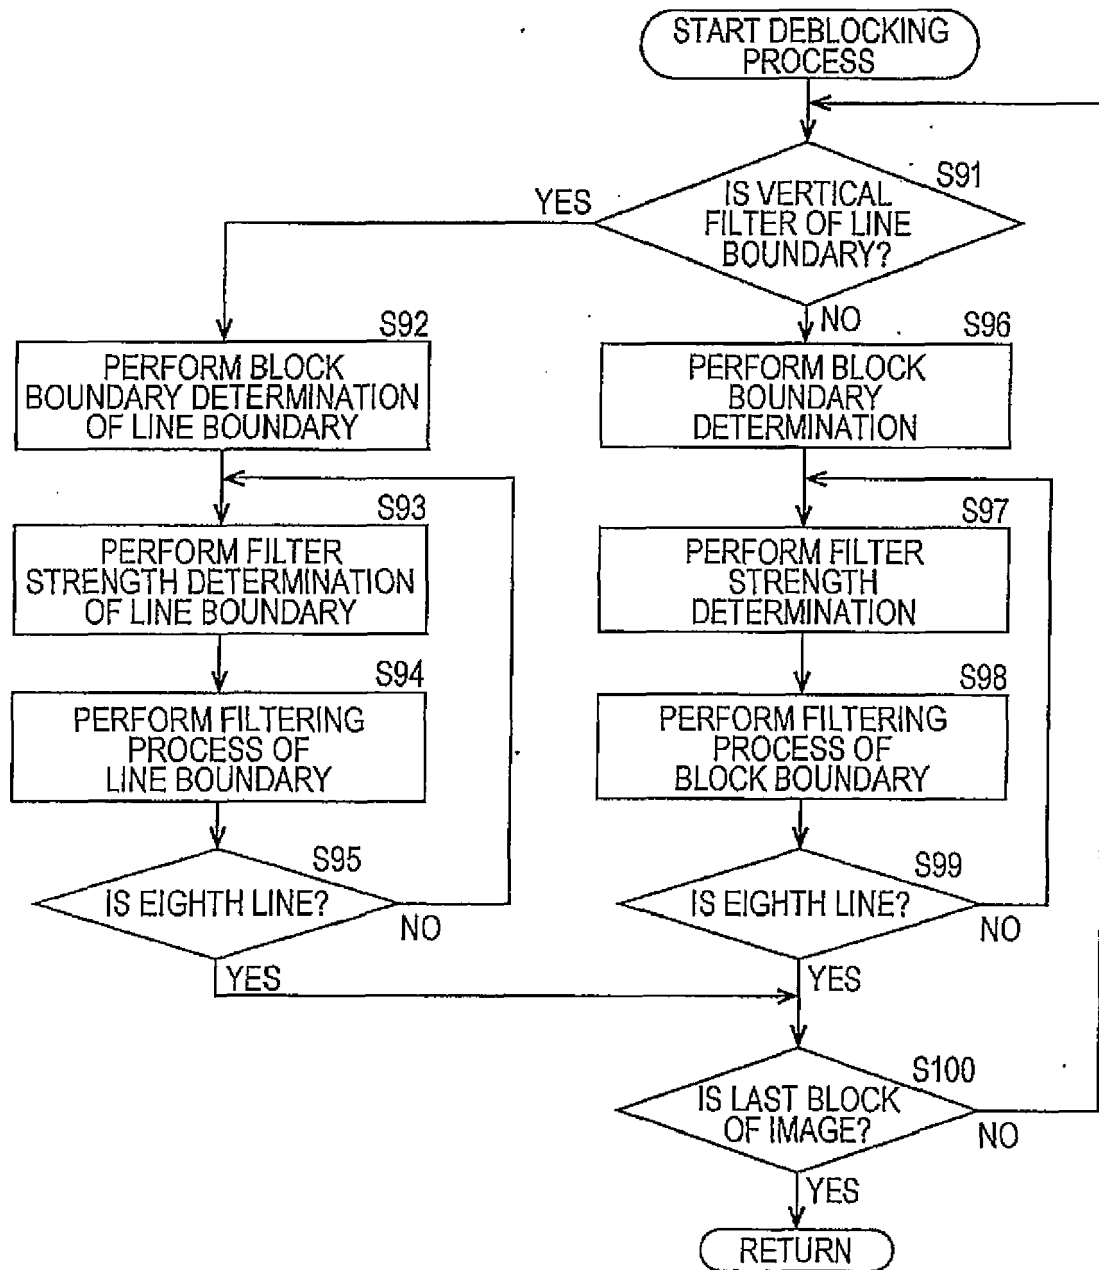 START DEBLOCKING
PROCESS
S91
IS VERTICAL
FILTER OF LINE
BOUNDARY?
YES
NO
S92
PERFORM BLOCK
BOUNDARY DETERMINATION
OF LINE BOUNDARY
S93
PERFORM FILTER
STRENGTH DETERMINATION
OF LINE BOUNDARY
S94
PERFORM FILTERING
PROCESS OF
LINE BOUNDARY
S95
IS EIGHTH LINE?
NO
YES
S96
PERFORM BLOCK
BOUNDARY
DETERMINATION
S97
PERFORM FILTER
STRENGTH
DETERMINATION
S98
PERFORM FILTERING
PROCESS OF
BLOCK BOUNDARY
S99
IS EIGHTH LINE?
NO
YES
S100
IS LAST BLOCK
OF IMAGE?
NO
YES
RETURN